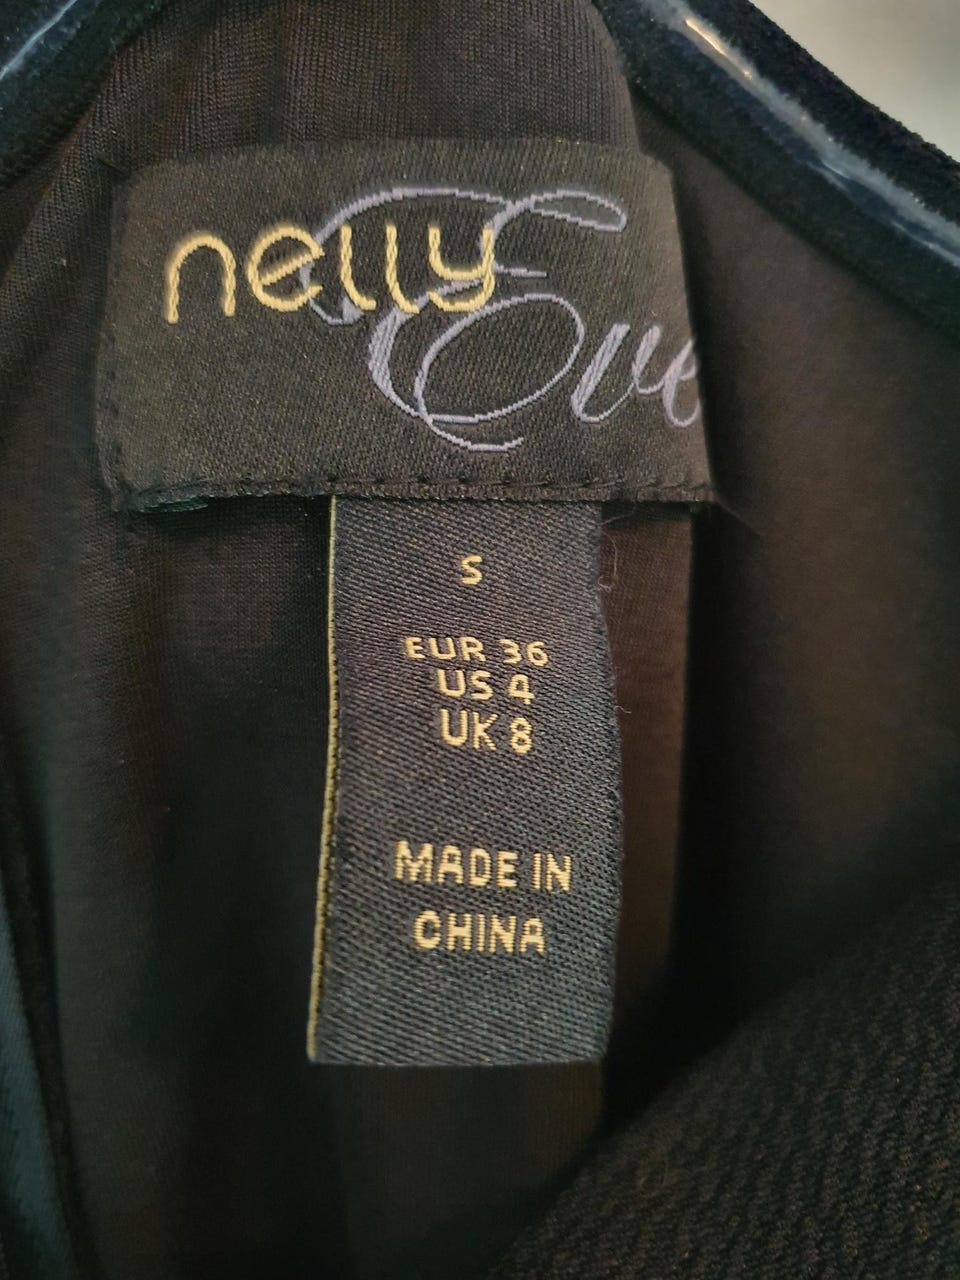 nelly
Eve
S
EUR 36
US 4
UK 8
MADE IN
CHINA